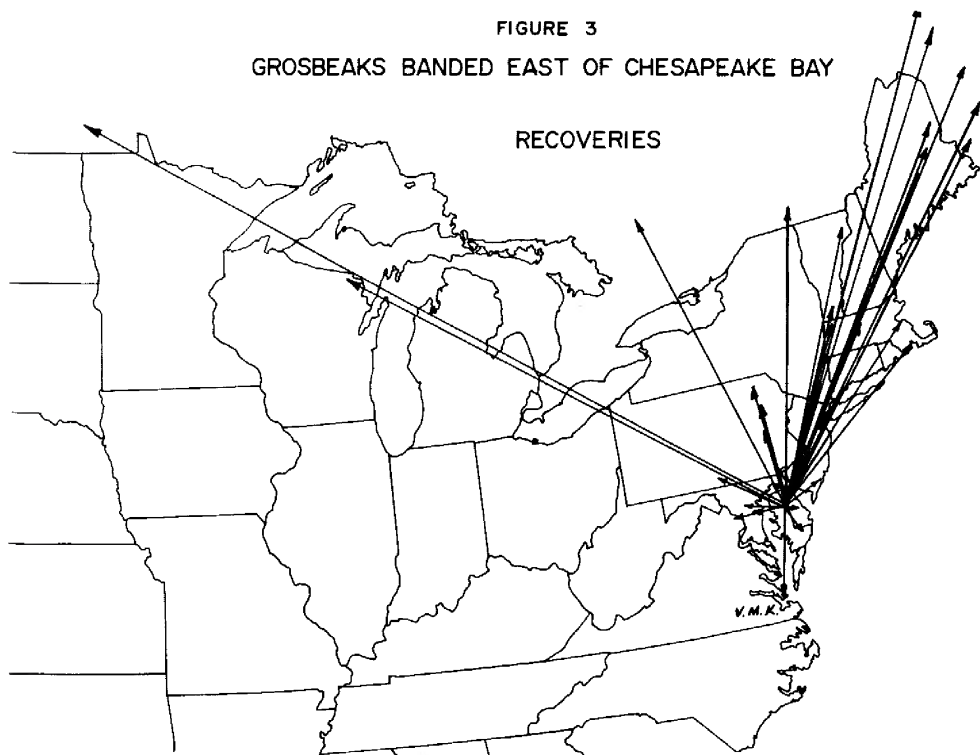 FIGURE 3
GROSBEAKS BANDED EAST OF CHESAPEAKE BAY
RECOVERIES
V.M.K.